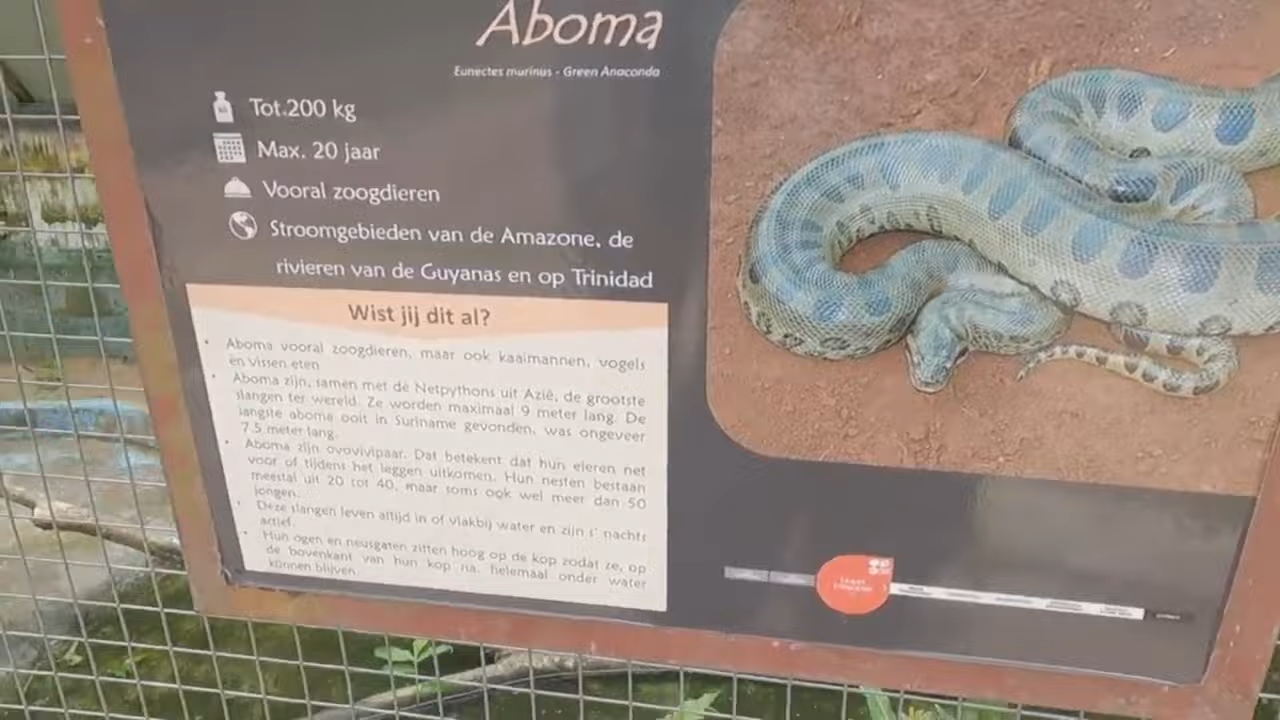 Aboma
Eunectes murinus - Green Anaconda
Tot 200 kg
Max. 20 jaar
Vooral zoogdieren
Stroomgebieden van de Amazone, de
rivieren van de Guyanas en op Trinidad
Wist jij dit al?
• Aboma vooral zoogdieren, maar ook kaaimannen, vogels
en vissen eten
• Aboma zijn, samen met de Netpythons uit Azië, de grootste
slangen ter wereld. Ze worden maximaal 9 meter lang. De
langste aboma ooit in Suriname gevonden, was ongeveer
7.5 meter lang.
• Aboma zijn ovovivipaar. Dat betekent dat hun eieren net
voor of tijdens het leggen uitkomen. Hun nesten bestaan
meestal uit 20 tot 40, maar soms ook wel meer dan 50
jongen.
• Deze slangen leven altijd in of vlakbij water en zijn s' nachts
actief.
• Hun ogen en neusgaten zitten hoog op de kop zodat ze, op
de bovenkant van hun kop na, helemaal onder water
kunnen blijven.